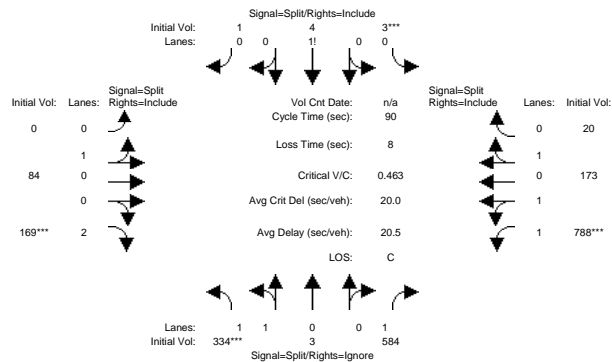 Signal=Split/Rights=Include
Initial Vol: 1 4 3***
Lanes: 0 0 1! 0 0
Signal=Split
Initial Vol: Lanes: Rights=Include
Vol Cnt Date: n/a
Signal=Split
Rights=Include Lanes: Initial Vol:
Cycle Time (sec): 90
0 0
0 20
Loss Time (sec): 8
1
1
84 0
Critical V/C: 0.463
0 173
0
Avg Crit Del (sec/veh): 20.0
1
169*** 2
Avg Delay (sec/veh): 20.5
1 788***
LOS: C
Lanes: 1 1 0 0 1
Initial Vol: 334*** 3 584
Signal=Split/Rights=Ignore